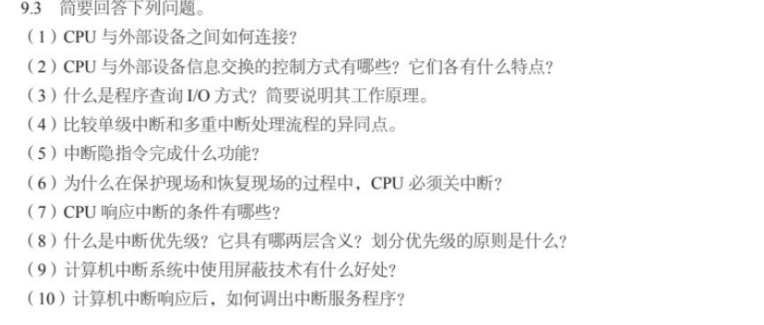 9.3 简要回答下列问题。
（1）CPU 与外部设备之间如何连接？
（2）CPU 与外部设备信息交换的控制方式有哪些？它们各有什么特点？
（3）什么是程序查询 I/O 方式？简要说明其工作原理。
（4）比较单级中断和多重中断处理流程的异同点。
（5）中断隐指令完成什么功能？
（6）为什么在保护现场和恢复现场的过程中，CPU 必须关中断？
（7）CPU 响应中断的条件有哪些？
（8）什么是中断优先级？它具有哪两层含义？划分优先级的原则是什么？
（9）计算机中断系统中使用屏蔽技术有什么好处？
（10）计算机中断响应后，如何调出中断服务程序？